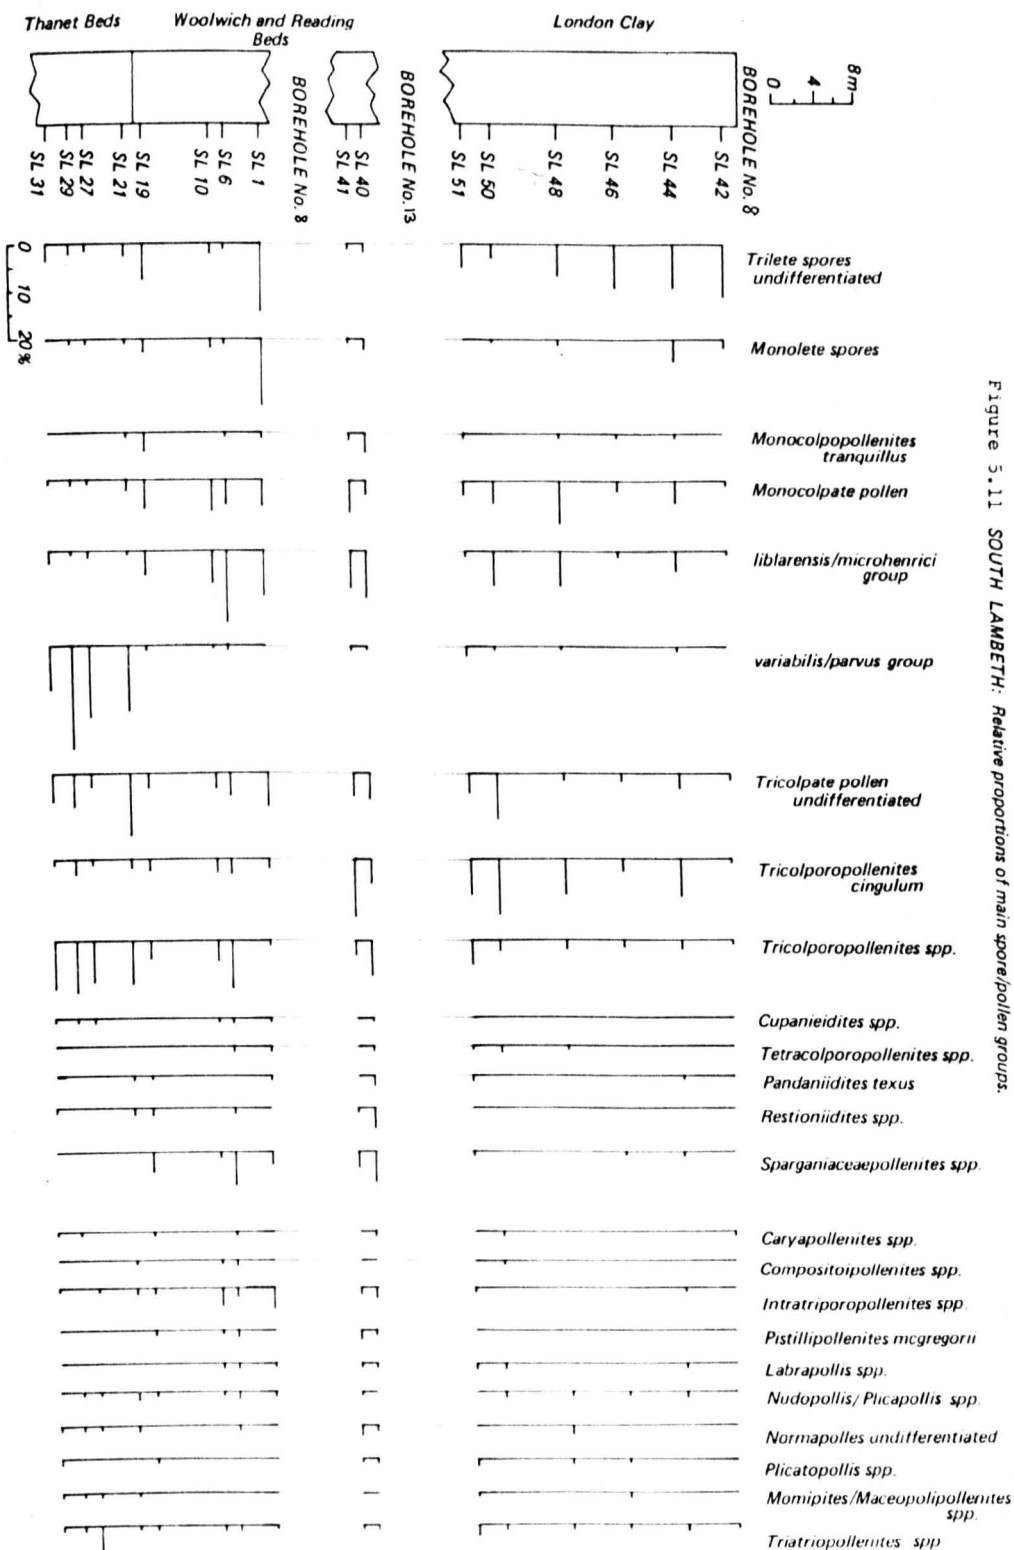 Thanet Beds
Woolwich and Reading
Beds
London Clay
BOREHOLE No. 8
BOREHOLE No. 13
BOREHOLE No. 8
0
4
8m
SL 31
SL 29
SL 27
SL 21
SL 19
SL 10
SL 6
SL 1
SL 41
SL 40
SL 51
SL 50
SL 48
SL 46
SL 44
SL 42
0
10
20%
Trilete spores
undifferentiated
Monolete spores
Monocolpopollenites
tranquillus
Monocolpate pollen
liblarensis/microhenrici
group
variabilis/parvus group
Tricolpate pollen
undifferentiated
Tricolporopollenites
cingulum
Tricolporopollenites spp.
Cupanieidites spp.
Tetracolporopollenites spp.
Pandaniidites texus
Restioniidites spp.
Sparganiaceaepollenites spp.
Caryapollenites spp.
Compositoipollenites spp.
Intratriporopollenites spp.
Pistillipollenites mcgregorii
Labrapollis spp.
Nudopollis/Plicapollis spp.
Normapolles undifferentiated
Plicatopollis spp.
Momipites/Maceopolipollenites
spp.
Triatriopollenites spp
Figure 5.11 SOUTH LAMBETH: Relative proportions of main spore/pollen groups.